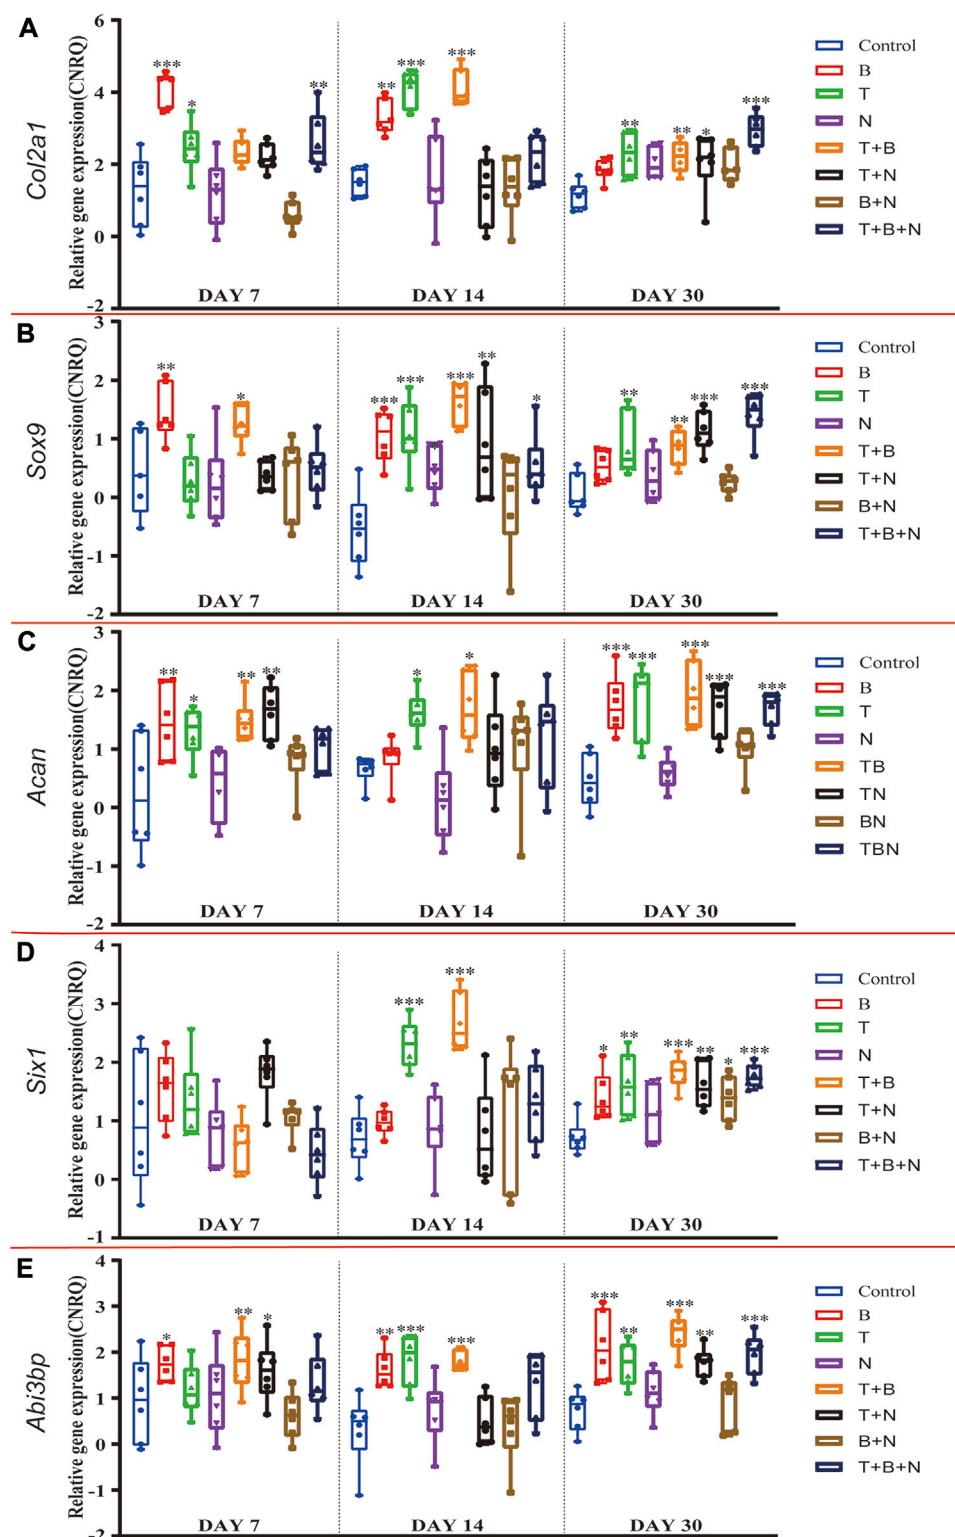 A
Col2a1
Relative gene expression(CNRQ)
6
4
2
0
-2
***
*
**
**
***
***
**
**
*
***
DAY 7
DAY 14
DAY 30
Control
B
T
N
T+B
T+N
B+N
T+B+N
B
Sox9
Relative gene expression(CNRQ)
3
2
1
0
-1
-2
**
*
***
***
***
**
*
**
**
***
***
DAY 7
DAY 14
DAY 30
Control
B
T
N
T+B
T+N
B+N
T+B+N
C
Acan
Relative gene expression(CNRQ)
3
2
1
0
-1
-2
**
*
**
***
*
*
***
***
***
***
***
DAY 7
DAY 14
DAY 30
Control
B
T
N
TB
TN
BN
TBN
D
Six1
Relative gene expression(CNRQ)
4
3
2
1
0
-1
***
***
*
**
***
**
*
***
DAY 7
DAY 14
DAY 30
Control
B
T
N
T+B
T+N
B+N
T+B+N
E
Abi3bp
Relative gene expression(CNRQ)
4
3
2
1
0
-1
-2
*
**
*
**
***
***
***
**
***
**
***
DAY 7
DAY 14
DAY 30
Control
B
T
N
T+B
T+N
B+N
T+B+N